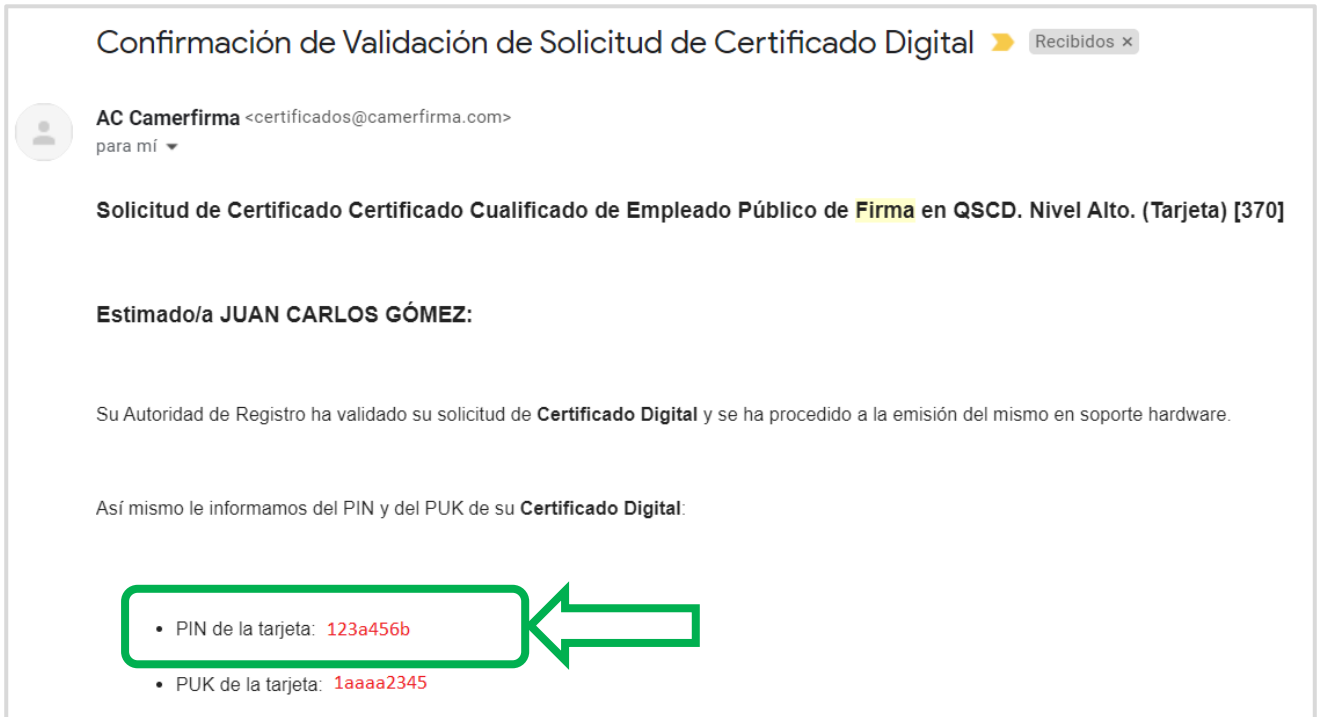 Confirmación de Validación de Solicitud de Certificado Digital Recibidos ×
AC Camerfirma <certificados@camerfirma.com>
para mí
Solicitud de Certificado Certificado Cualificado de Empleado Público de Firma en QSCD. Nivel Alto. (Tarjeta) [370]
Estimado/a JUAN CARLOS GÓMEZ:
Su Autoridad de Registro ha validado su solicitud de Certificado Digital y se ha procedido a la emisión del mismo en soporte hardware.
Así mismo le informamos del PIN y del PUK de su Certificado Digital:
• PIN de la tarjeta: 123a456b
• PUK de la tarjeta: 1aaaa2345